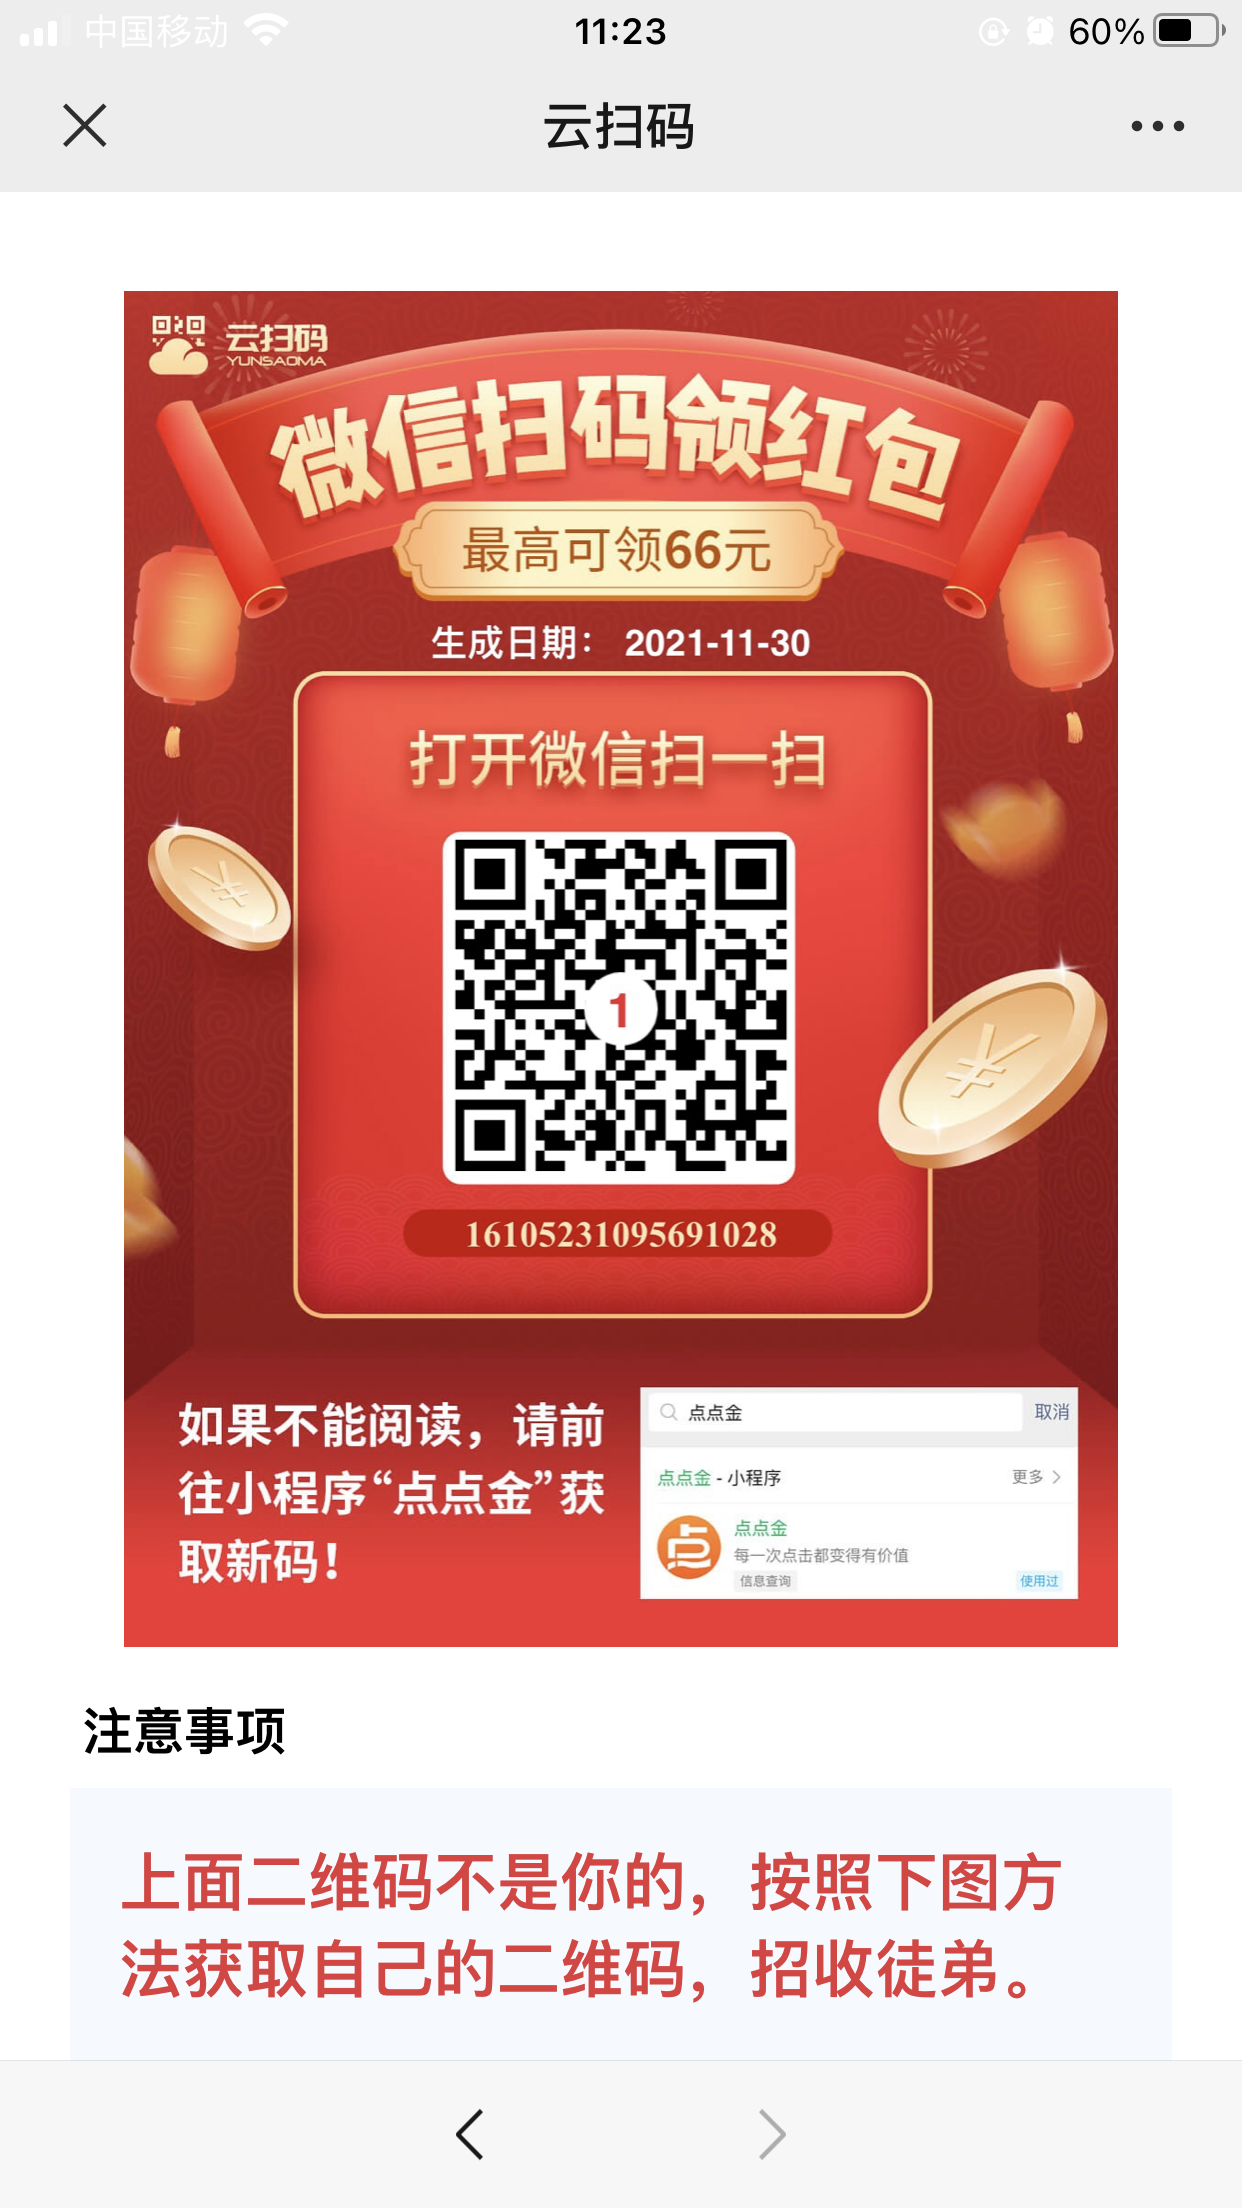 中国移动
11:23
60%
云扫码
云扫码
YUNSAOMA
微信扫码领红包
最高可领66元
生成日期： 2021-11-30
打开微信扫一扫
1
16105231095691028
如果不能阅读，请前
往小程序“点点金”获
取新码！
点点金
取消
点点金 - 小程序
更多
点点金
每一次点击都变得有价值
信息查询
使用过
注意事项
上面二维码不是你的，按照下图方
法获取自己的二维码，招收徒弟。